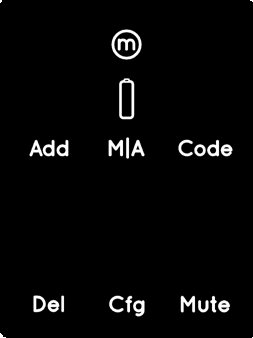 m
Add M|A Code
Del Cfg Mute